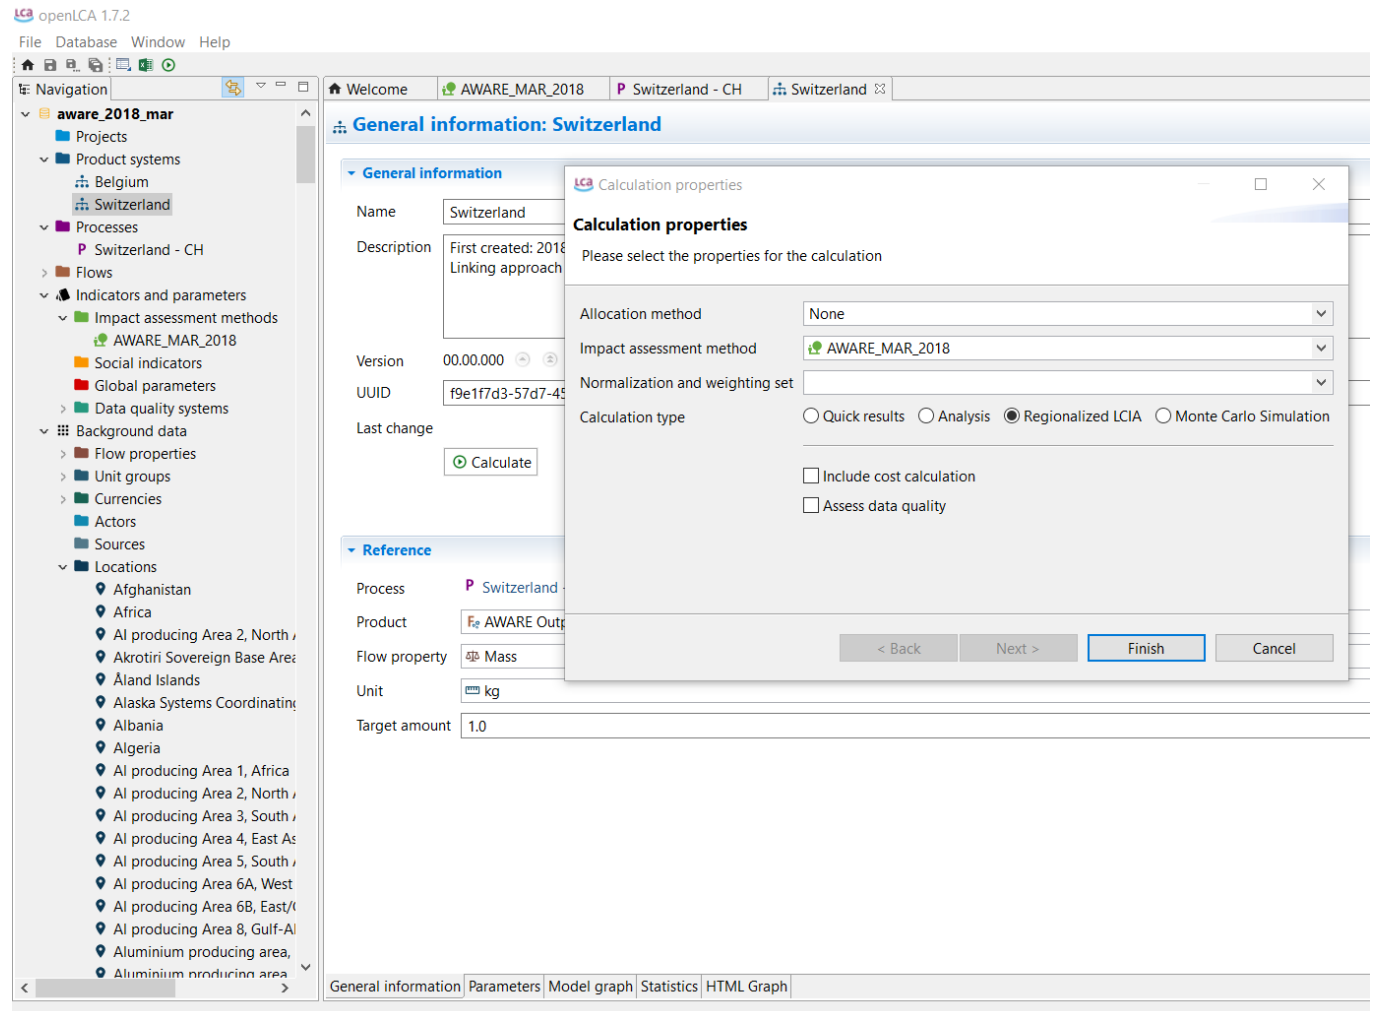 LCA openLCA 1.7.2
File Database Window Help
Navigation
aware_2018_mar
Projects
Product systems
Belgium
Switzerland
Processes
P Switzerland - CH
Flows
Indicators and parameters
Impact assessment methods
AWARE_MAR_2018
Social indicators
Global parameters
Data quality systems
Background data
Flow properties
Unit groups
Currencies
Actors
Sources
Locations
Afghanistan
Africa
Al producing Area 2, North
Akrotiri Sovereign Base Area
Åland Islands
Alaska Systems Coordinating
Albania
Algeria
Al producing Area 1, Africa
Al producing Area 2, North
Al producing Area 3, South
Al producing Area 4, East As
Al producing Area 5, South
Al producing Area 6A, West
Al producing Area 6B, East/
Al producing Area 8, Gulf-Al
Aluminium producing area,
Aluminium producing area
Welcome AWARE_MAR_2018 P Switzerland - CH Switzerland
General information: Switzerland
General information
Name Switzerland
Description First created: 2018
Linking approach
Version 00.00.000
UUID f9e1f7d3-57d7-45
Last change
Calculate
Reference
Process P Switzerland -
Product AWARE Outp
Flow property Mass
Unit kg
Target amount 1.0
General information Parameters Model graph Statistics HTML Graph
LCA Calculation properties
Calculation properties
Please select the properties for the calculation
Allocation method None
Impact assessment method AWARE_MAR_2018
Normalization and weighting set
Calculation type Quick results Analysis Regionalized LCIA Monte Carlo Simulation
Include cost calculation
Assess data quality
< Back Next > Finish Cancel